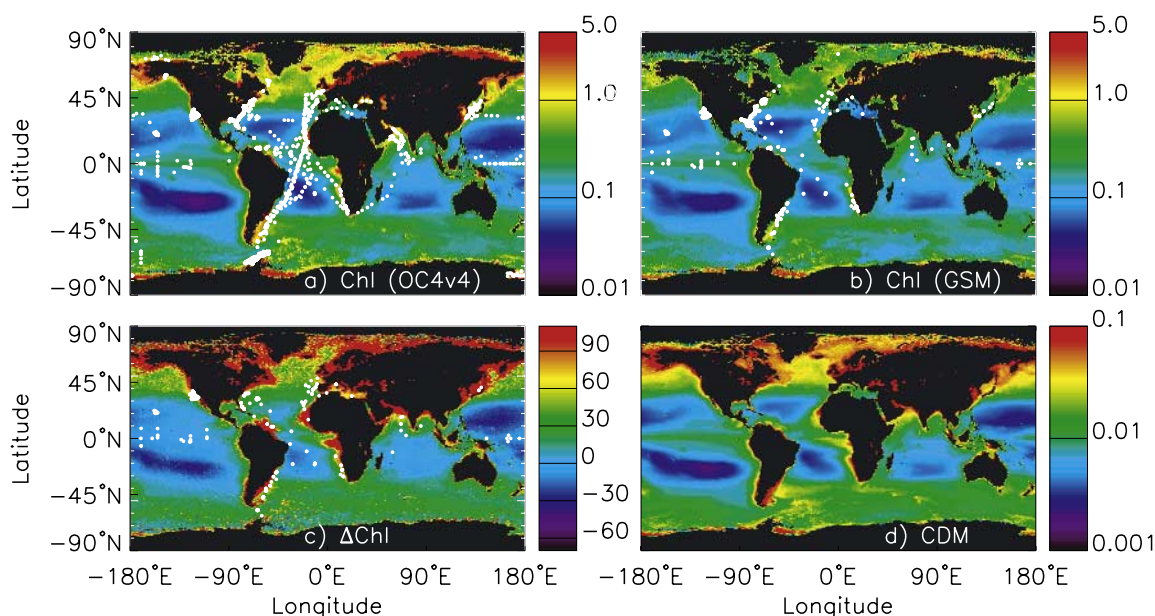 90°N
45°N
0°N
−45°N
−90°N
Latitude
a) Chl (OC4v4)
5.0
1.0
0.1
0.01
b) Chl (GSM)
5.0
1.0
0.1
0.01
90°N
45°N
0°N
−45°N
−90°N
Latitude
c) ΔChl
90
60
30
0
−30
−60
d) CDM
0.1
0.01
0.001
−180°E
−90°E
0°E
90°E
180°E
Longitude
−180°E
−90°E
0°E
90°E
180°E
Longitude